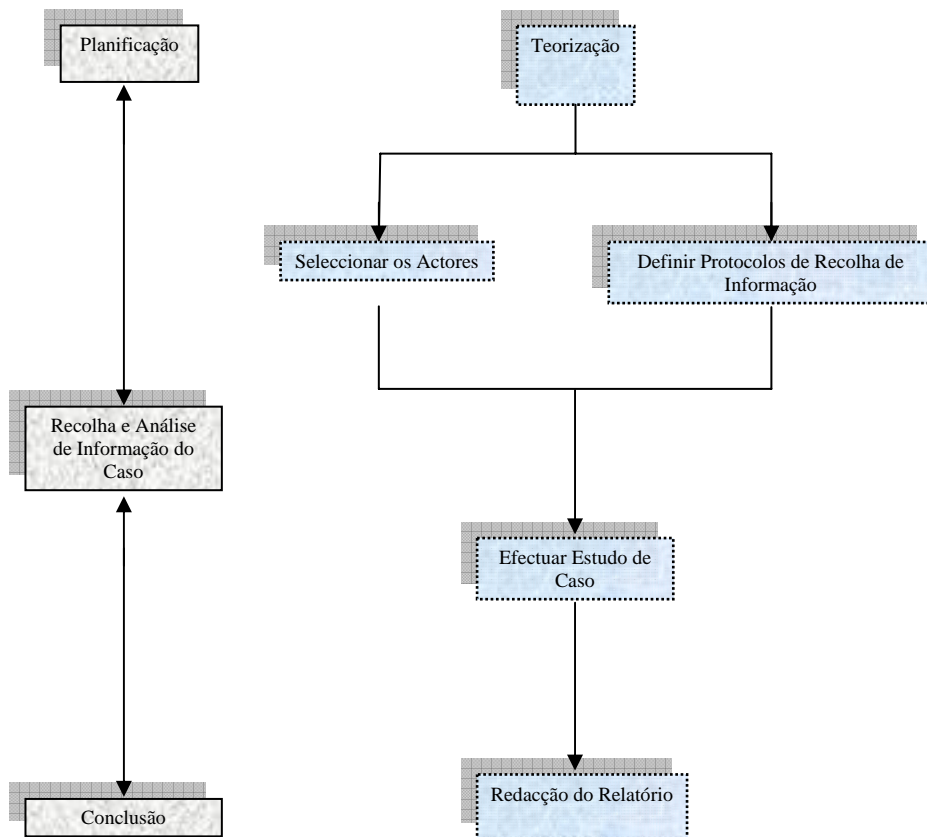 Planificação
Teorização
Seleccionar os Actores
Definir Protocolos de Recolha de
Informação
Recolha e Análise
de Informação do
Caso
Efectuar Estudo de
Caso
Redacção do Relatório
Conclusão